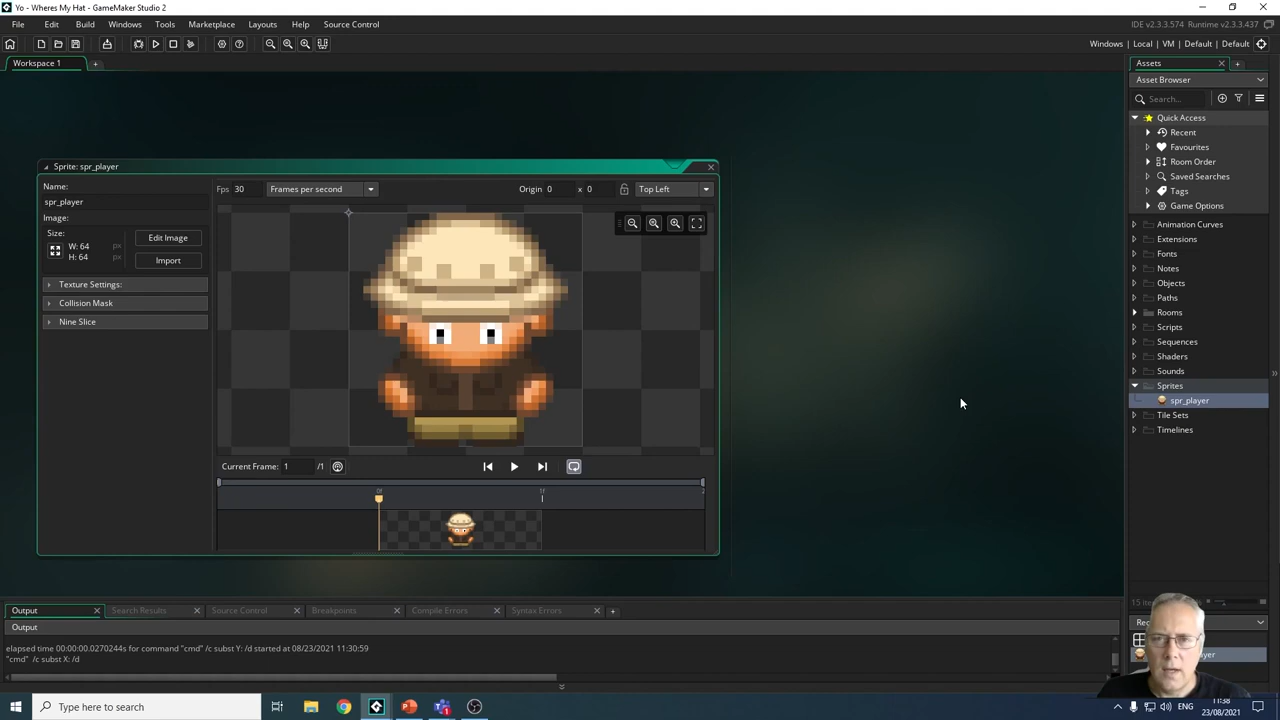 Yo - Wheres My Hat - GameMaker Studio 2
File Edit Build Windows Tools Marketplace Layouts Help Source Control
IDE v2.3.3.574 Runtime v2.3.3.437
Windows | Local | VM | Default | Default
Workspace 1
Assets
Asset Browser
Search...
Quick Access
Recent
Favourites
Room Order
Saved Searches
Tags
Game Options
Animation Curves
Extensions
Fonts
Notes
Objects
Paths
Rooms
Scripts
Sequences
Shaders
Sounds
Sprites
spr_player
Tile Sets
Timelines
Sprite: spr_player
Name:
spr_player
Image:
Size:
W: 64 px
H: 64 px
Edit Image
Import
Texture Settings:
Collision Mask
Nine Slice
Fps 30 Frames per second
Origin 0 x 0 Top Left
Current Frame: 1 /1
0f 1f 2
Output Search Results Source Control Breakpoints Compile Errors Syntax Errors
Output
elapsed time 00:00:00.0270244s for command "cmd" /c subst Y: /d started at 08/23/2021 11:30:59
"cmd" /c subst X: /d
Type here to search
ENG
11:38
23/08/2021